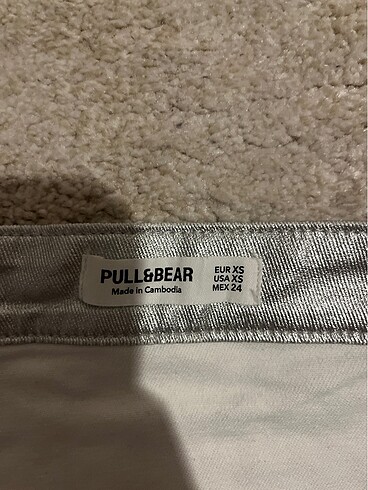 PULL&BEAR
Made in Cambodia
EUR XS
USA XS
MEX 24